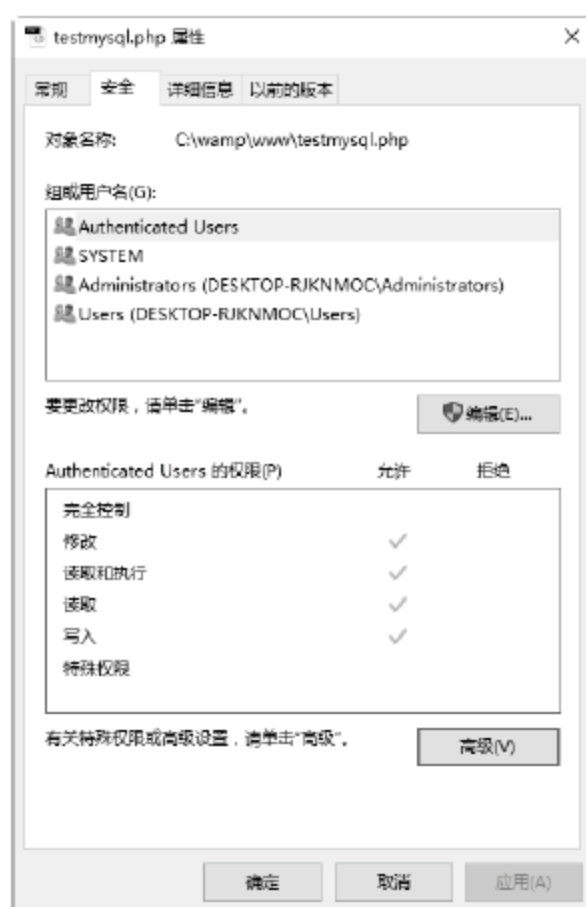 testmysql.php 属性
常规 安全 详细信息 以前的版本
对象名称: C:\wamp\www\testmysql.php
组或用户名(G):
Authenticated Users
SYSTEM
Administrators (DESKTOP-RJKNMOC\Administrators)
Users (DESKTOP-RJKNMOC\Users)
要更改权限，请单击"编辑"。
编辑(E)...
Authenticated Users 的权限(P) 允许 拒绝
完全控制
修改
读取和执行
读取
写入
特殊权限
有关特殊权限或高级设置，请单击"高级"。
高级(V)
确定 取消 应用(A)